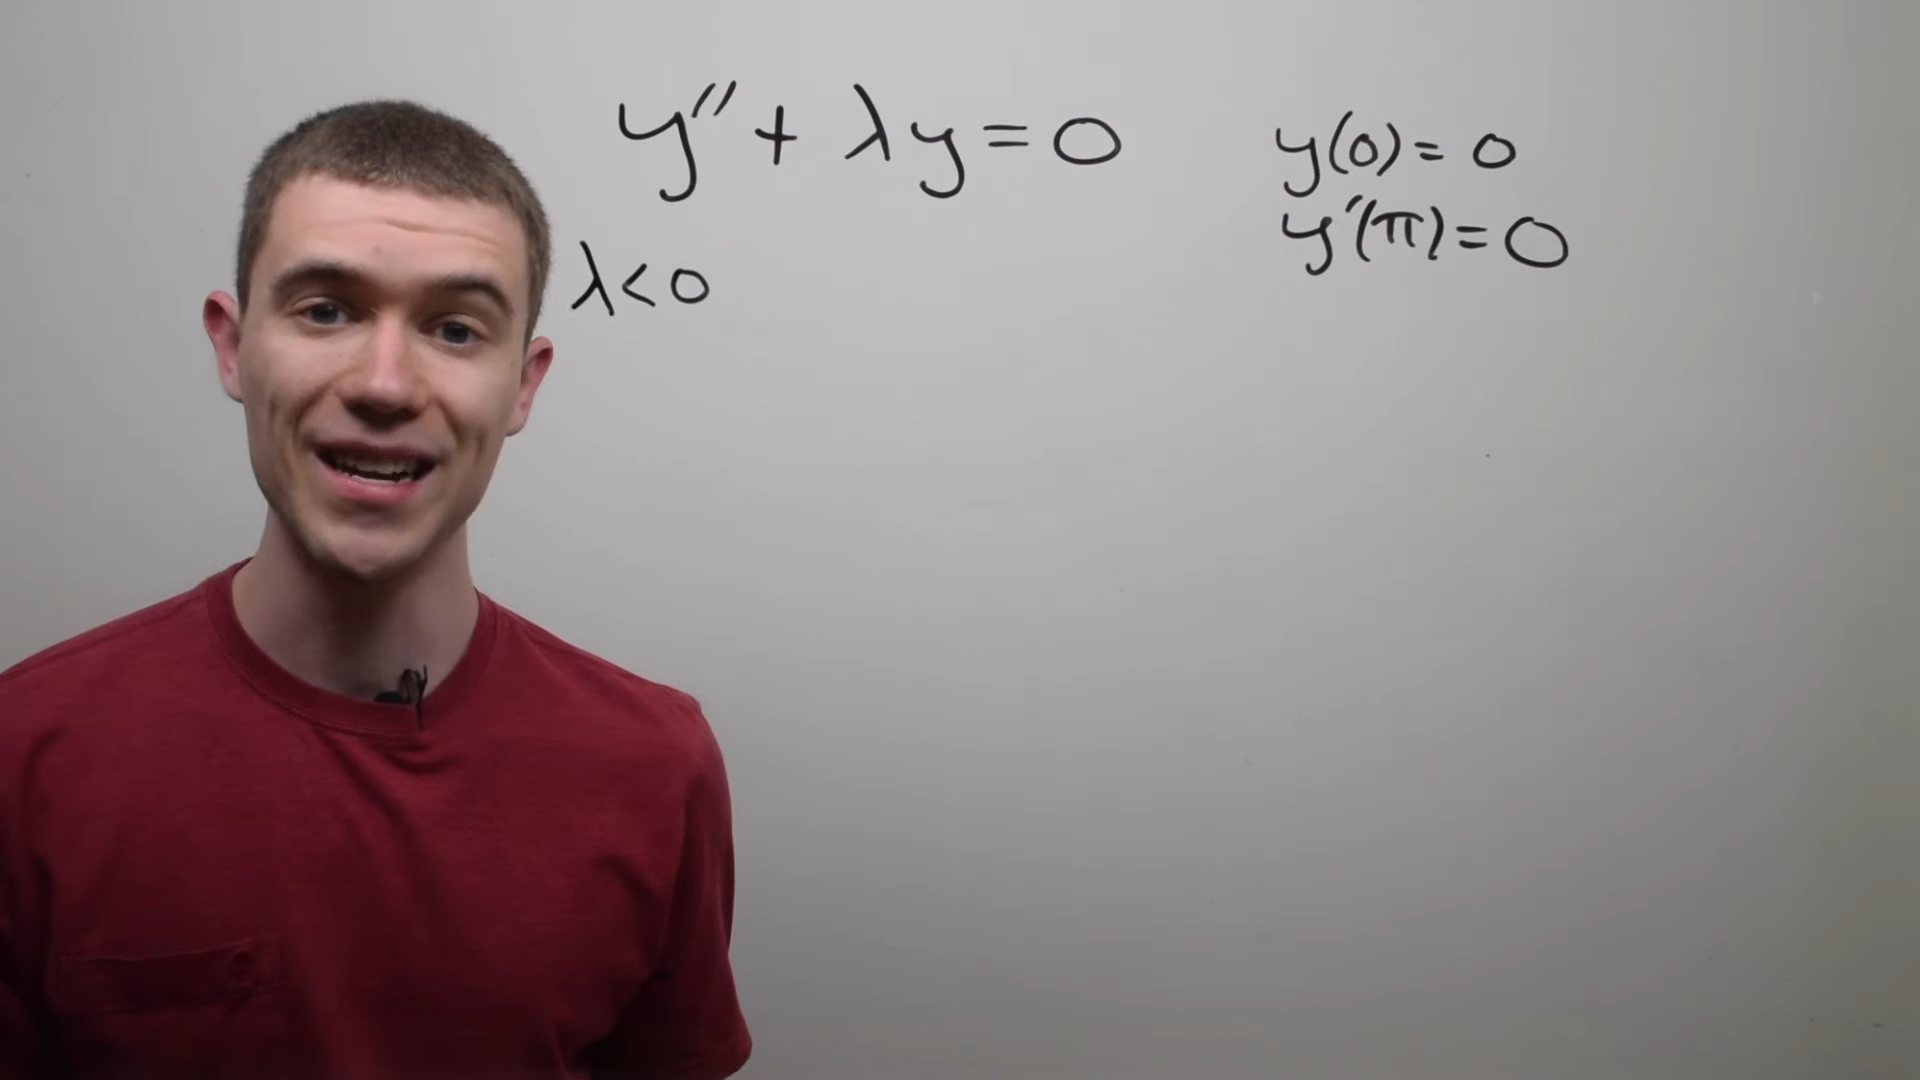 y″ + λy = 0
y(0) = 0
y′(π) = 0
λ < 0